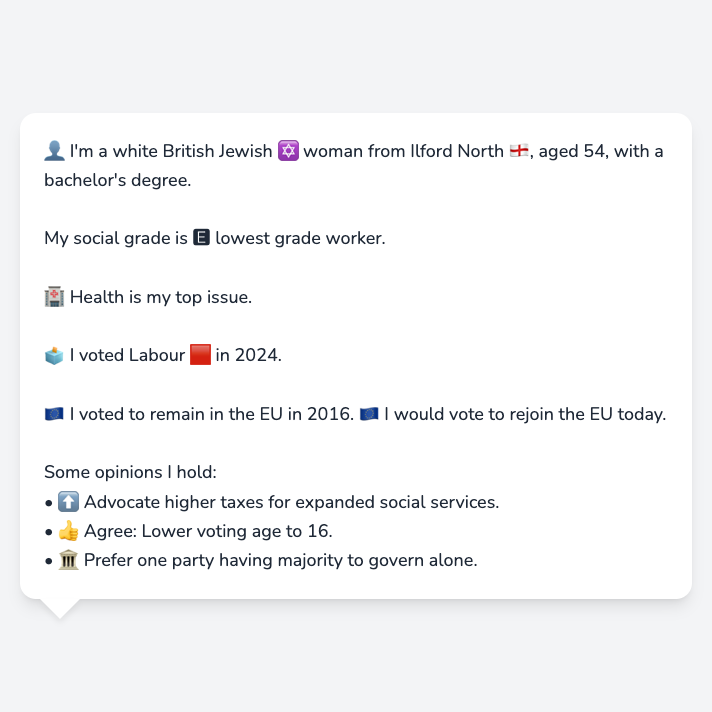 👤 I'm a white British Jewish ✡️ woman from Ilford North 🏴󠁧󠁢󠁥󠁮󠁧󠁿, aged 54, with a
bachelor's degree.
My social grade is 🅴 lowest grade worker.
🏥 Health is my top issue.
🗳️ I voted Labour 🟥 in 2024.
🇪🇺 I voted to remain in the EU in 2016. 🇪🇺 I would vote to rejoin the EU today.
Some opinions I hold:
• ⬆️ Advocate higher taxes for expanded social services.
• 👍 Agree: Lower voting age to 16.
• 🏛️ Prefer one party having majority to govern alone.